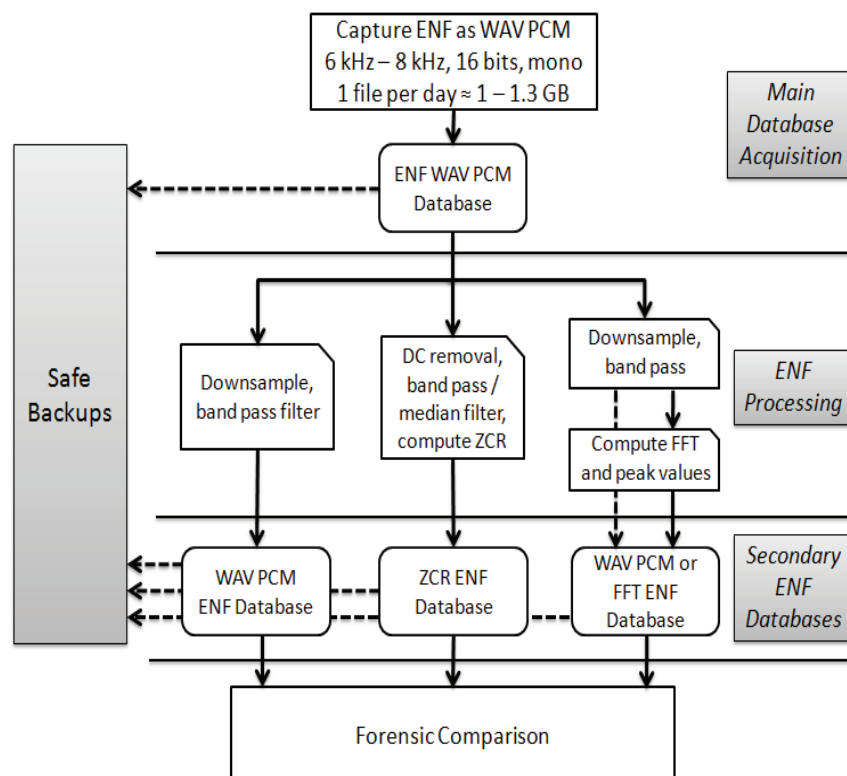 Capture ENF as WAV PCM
6 kHz – 8 kHz, 16 bits, mono
1 file per day ≈ 1 – 1.3 GB
Main
Database
Acquisition
ENF WAV PCM
Database
Safe
Backups
Downsample,
band pass filter
DC removal,
band pass /
median filter,
compute ZCR
Downsample,
band pass
Compute FFT
and peak values
ENF
Processing
WAV PCM
ENF Database
ZCR ENF
Database
WAV PCM or
FFT ENF
Database
Secondary
ENF
Databases
Forensic Comparison